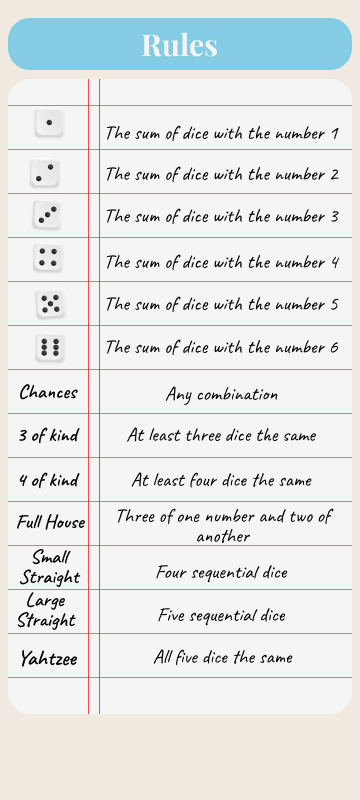 Rules
The sum of dice with the number 1
The sum of dice with the number 2
The sum of dice with the number 3
The sum of dice with the number 4
The sum of dice with the number 5
The sum of dice with the number 6
Chances
Any combination
3 of kind
At least three dice the same
4 of kind
At least four dice the same
Full House
Three of one number and two of
another
Small
Straight
Four sequential dice
Large
Straight
Five sequential dice
Yahtzee
All five dice the same